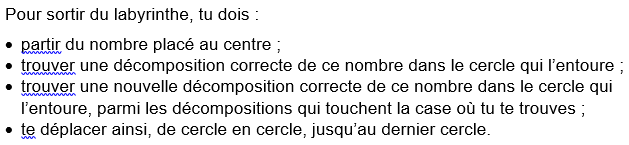 Pour sortir du labyrinthe, tu dois :
• partir du nombre placé au centre ;
• trouver une décomposition correcte de ce nombre dans le cercle qui l'entoure ;
• trouver une nouvelle décomposition correcte de ce nombre dans le cercle qui
l'entoure, parmi les décompositions qui touchent la case où tu te trouves ;
• te déplacer ainsi, de cercle en cercle, jusqu'au dernier cercle.